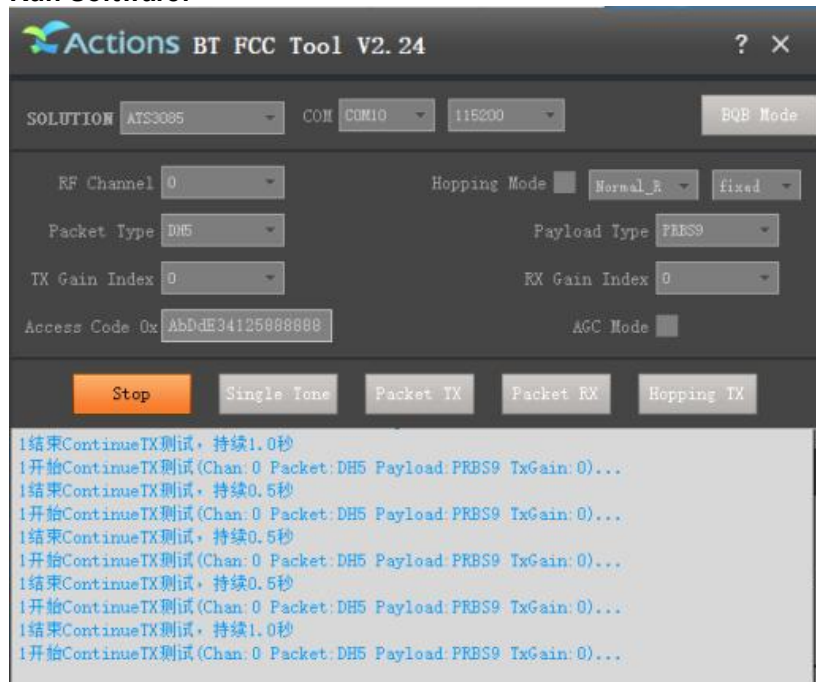 Run Software:
Actions BT FCC Tool V2.24 ? ×
SOLUTION ATS3085 COM COM10 115200 BQB Mode
RF Channel 0 Hopping Mode Normal_R fixed
Packet Type DH5 Payload Type PRBS9
TX Gain Index 0 RX Gain Index 0
Access Code 0x AbDdE34125888888 AGC Mode
Stop Single Tone Packet TX Packet RX Hopping TX
1结束ContinueTX测试，持续1.0秒
1开始ContinueTX测试(Chan:0 Packet:DH5 Payload:PRBS9 TxGain:0)...
1结束ContinueTX测试，持续0.5秒
1开始ContinueTX测试(Chan:0 Packet:DH5 Payload:PRBS9 TxGain:0)...
1结束ContinueTX测试，持续0.5秒
1开始ContinueTX测试(Chan:0 Packet:DH5 Payload:PRBS9 TxGain:0)...
1结束ContinueTX测试，持续0.5秒
1开始ContinueTX测试(Chan:0 Packet:DH5 Payload:PRBS9 TxGain:0)...
1结束ContinueTX测试，持续1.0秒
1开始ContinueTX测试(Chan:0 Packet:DH5 Payload:PRBS9 TxGain:0)...